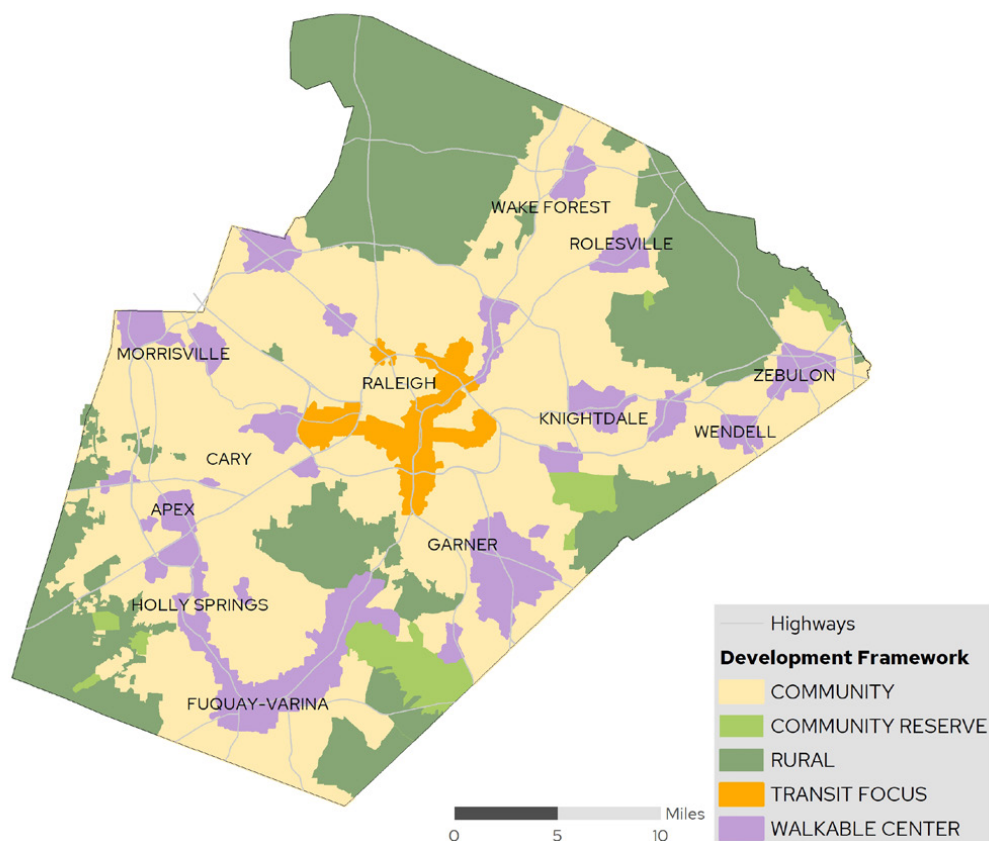 WAKE FOREST
ROLESVILLE
MORRISVILLE
RALEIGH
ZEBULON
KNIGHTDALE
WENDELL
CARY
APEX
GARNER
HOLLY SPRINGS
FUQUAY-VARINA
Highways
Development Framework
COMMUNITY
COMMUNITY RESERVE
RURAL
TRANSIT FOCUS
WALKABLE CENTER
Miles
0 5 10